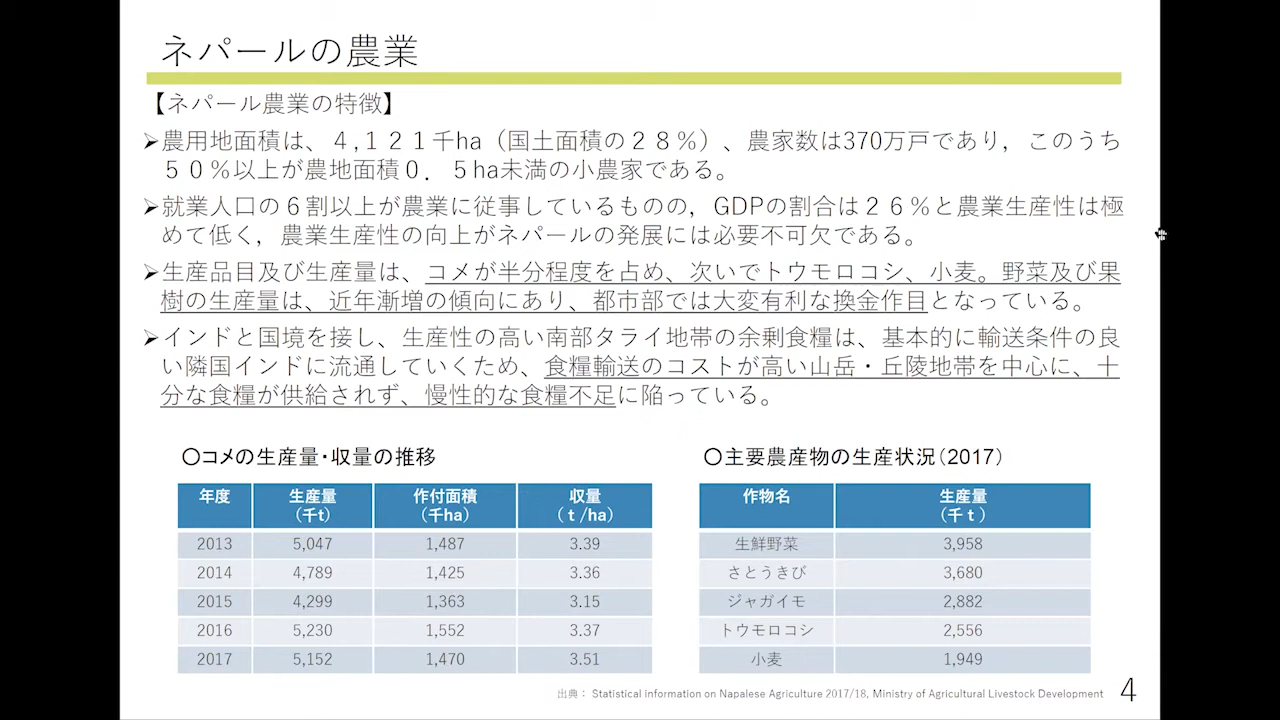 ネパールの農業
【ネパール農業の特徴】
➢農用地面積は、４,１２１千ha（国土面積の２８％）、農家数は370万戸であり，このうち
５０％以上が農地面積０．５ha未満の小農家である。
➢就業人口の６割以上が農業に従事しているものの，GDPの割合は２６％と農業生産性は極
めて低く，農業生産性の向上がネパールの発展には必要不可欠である。
➢生産品目及び生産量は、コメが半分程度を占め、次いでトウモロコシ、小麦。野菜及び果
樹の生産量は、近年漸増の傾向にあり、都市部では大変有利な換金作目となっている。
➢インドと国境を接し、生産性の高い南部タライ地帯の余剰食糧は、基本的に輸送条件の良
い隣国インドに流通していくため、食糧輸送のコストが高い山岳・丘陵地帯を中心に、十
分な食糧が供給されず、慢性的な食糧不足に陥っている。
〇コメの生産量・収量の推移
年度 生産量（千t） 作付面積（千ha） 収量（ｔ/ha）
2013 5,047 1,487 3.39
2014 4,789 1,425 3.36
2015 4,299 1,363 3.15
2016 5,230 1,552 3.37
2017 5,152 1,470 3.51
〇主要農産物の生産状況（2017）
作物名 生産量（千ｔ）
生鮮野菜 3,958
さとうきび 3,680
ジャガイモ 2,882
トウモロコシ 2,556
小麦 1,949
出典： Statistical information on Napalese Agriculture 2017/18, Ministry of Agricultural Livestock Development
4